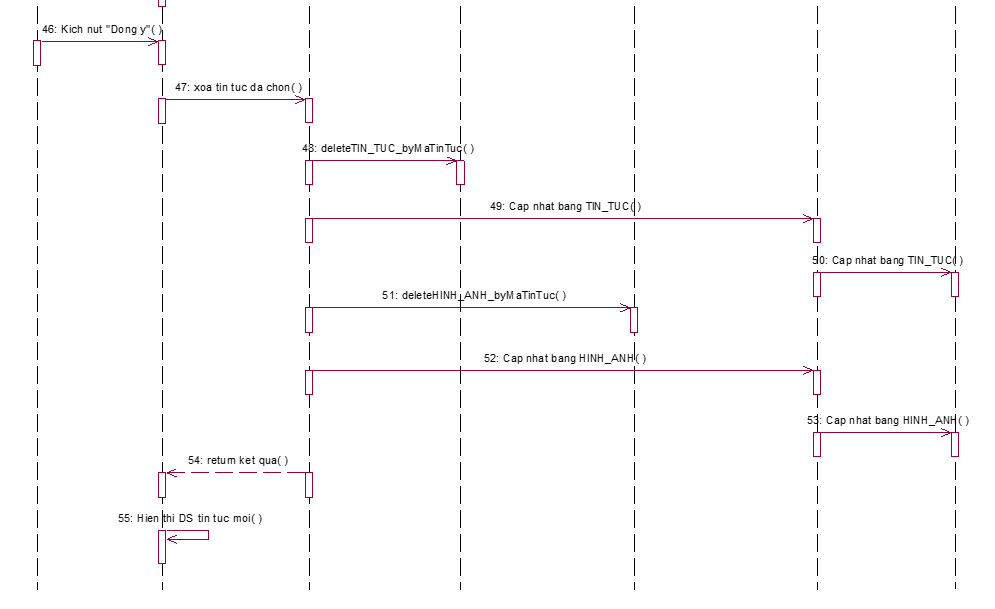 46: Kich nut "Dong y"( )
47: xoa tin tuc da chon( )
48: deleteTIN_TUC_byMaTinTuc( )
49: Cap nhat bang TIN_TUC( )
50: Cap nhat bang TIN_TUC( )
51: deleteHINH_ANH_byMaTinTuc( )
52: Cap nhat bang HINH_ANH( )
53: Cap nhat bang HINH_ANH( )
54: return ket qua( )
55: Hien thi DS tin tuc moi( )